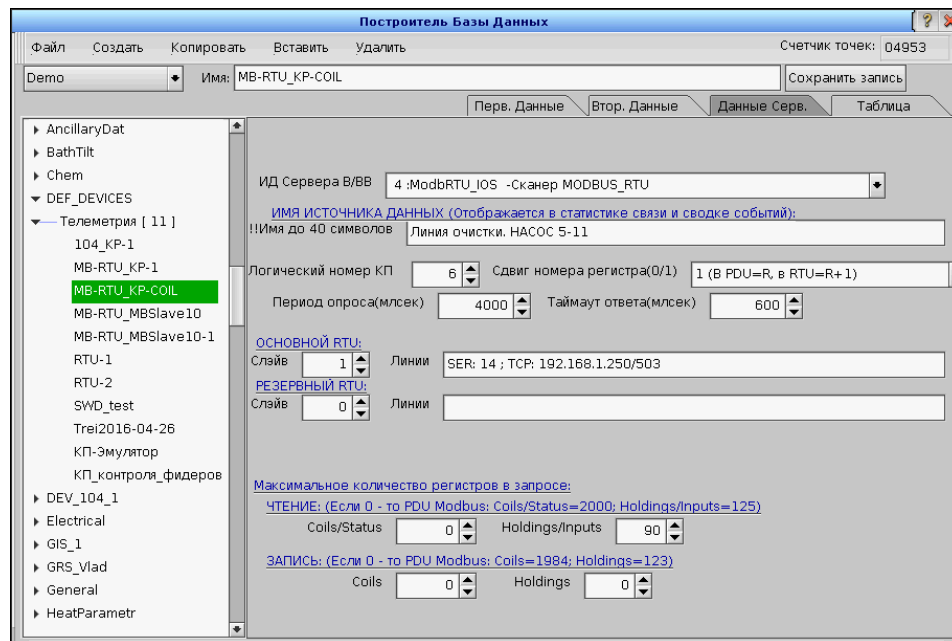 Построитель Базы Данных
?
Файл Создать Копировать Вставить Удалить Счетчик точек: 04953
Demo Имя: MB-RTU_KP-COIL Сохранить запись
Перв. Данные Втор. Данные Данные Серв. Таблица
AncillaryDat
BathTilt
Chem
DEF_DEVICES
Телеметрия [ 11 ]
104_KP-1
MB-RTU_KP-1
MB-RTU_KP-COIL
MB-RTU_MBSlave10
MB-RTU_MBSlave10-1
RTU-1
RTU-2
SWD_test
Trei2016-04-26
КП-Эмулятор
КП_контроля_фидеров
DEV_104_1
Electrical
GIS_1
GRS_Vlad
General
HeatParametr
ИД Сервера В/ВВ 4 :ModbRTU_IOS -Сканер MODBUS_RTU
ИМЯ ИСТОЧНИКА ДАННЫХ (Отображается в статистике связи и сводке событий):
!!Имя до 40 символов Линия очистки. НАСОС 5-11
Логический номер КП 6 Сдвиг номера регистра(0/1) 1 (В PDU=R, в RTU=R+1)
Период опроса(млсек) 4000 Таймаут ответа(млсек) 600
ОСНОВНОЙ RTU:
Слэйв 1 Линии SER: 14 ; TCP: 192.168.1.250/503
РЕЗЕРВНЫЙ RTU:
Слэйв 0 Линии
Максимальное количество регистров в запросе:
ЧТЕНИЕ: (Если 0 - то PDU Modbus: Coils/Status=2000; Holdings/Inputs=125)
Coils/Status 0 Holdings/Inputs 90
ЗАПИСЬ: (Если 0 - то PDU Modbus: Coils=1984; Holdings=123)
Coils 0 Holdings 0